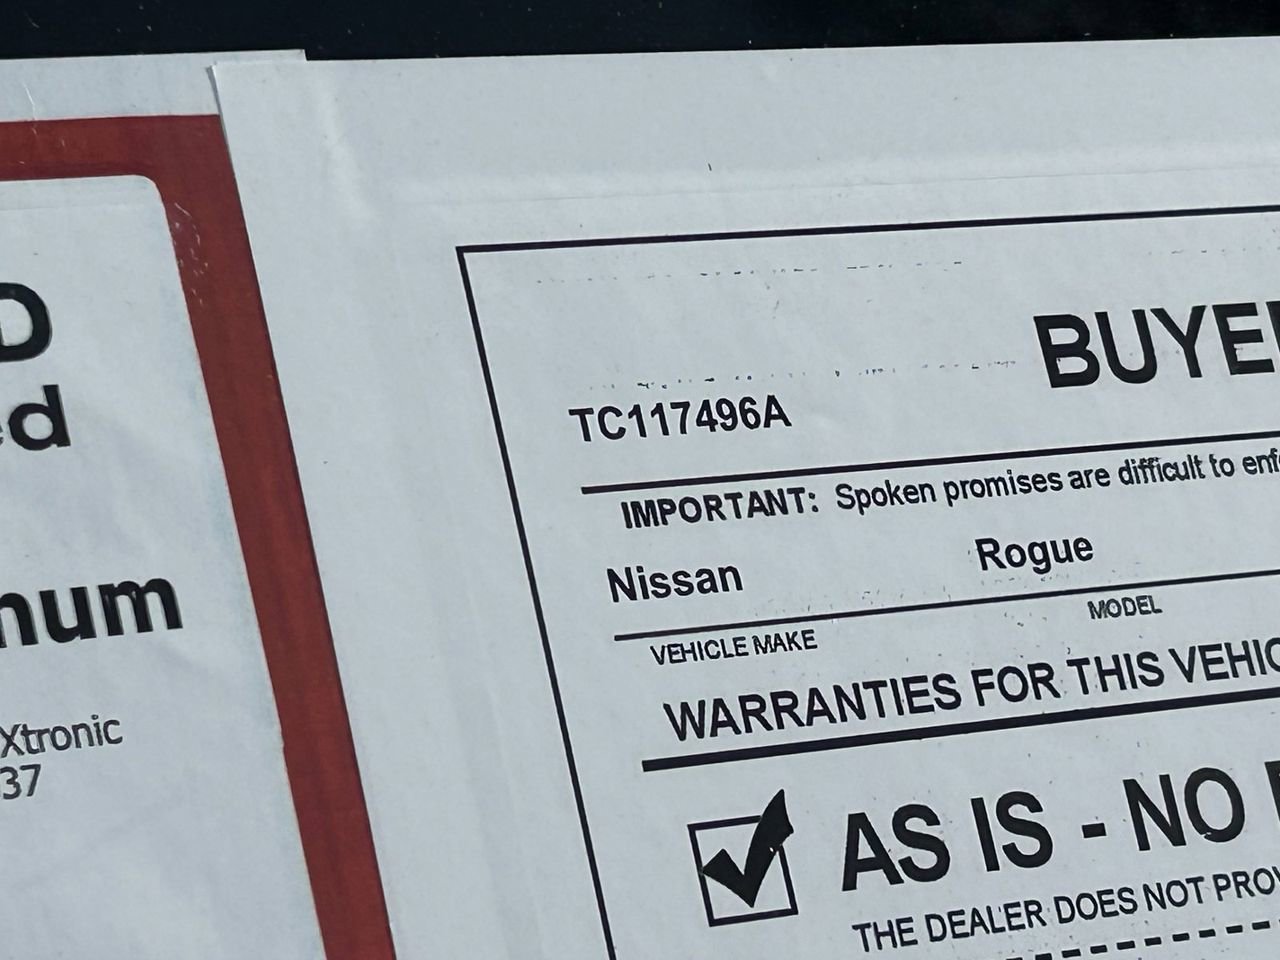 D
ed
num
Xtronic
37
BUYE
TC117496A
IMPORTANT: Spoken promises are difficult to enf
Nissan Rogue
VEHICLE MAKE MODEL
WARRANTIES FOR THIS VEHIC
AS IS - NO
THE DEALER DOES NOT PROV